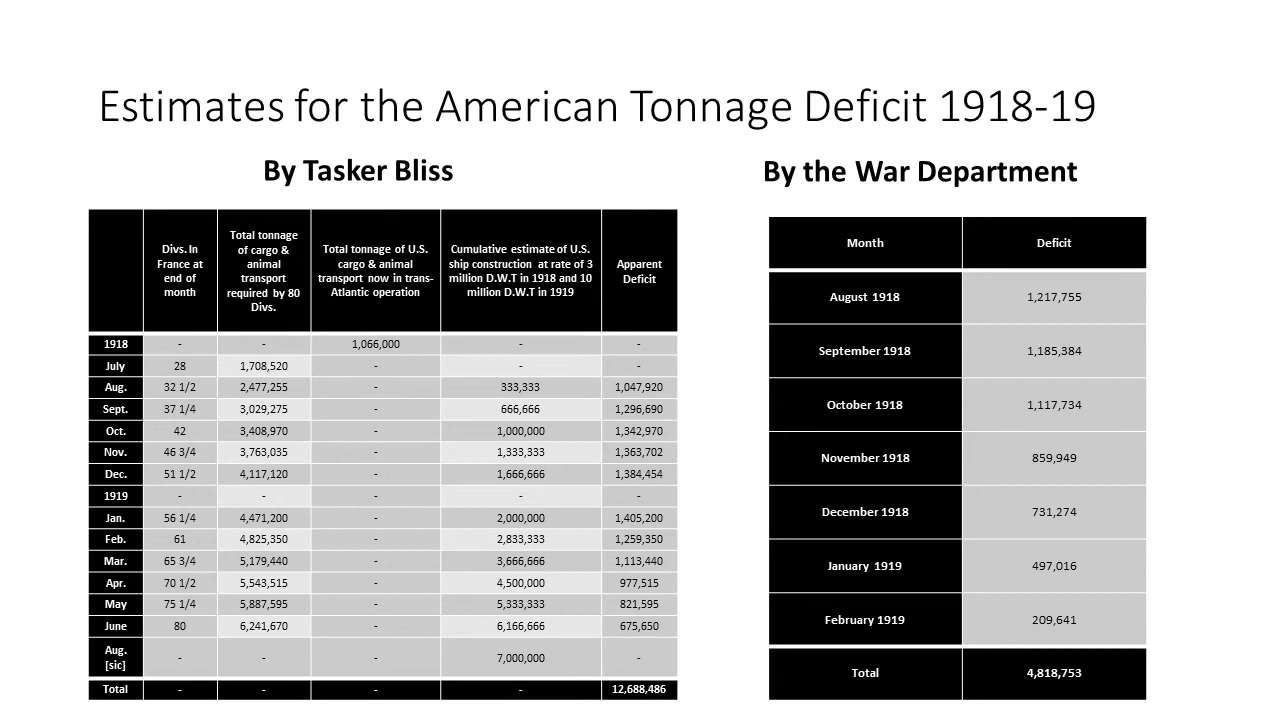 Estimates for the American Tonnage Deficit 1918-19
By Tasker Bliss
Divs. In France at end of month | Total tonnage of cargo & animal transport required by 80 Divs. | Total tonnage of U.S. cargo & animal transport now in trans-Atlantic operation | Cumulative estimate of U.S. ship construction at rate of 3 million D.W.T in 1918 and 10 million D.W.T in 1919 | Apparent Deficit
1918 - - 1,066,000 - -
July 28 1,708,520 - - -
Aug. 32 1/2 2,477,255 - 333,333 1,047,920
Sept. 37 1/4 3,029,275 - 666,666 1,296,690
Oct. 42 3,408,970 - 1,000,000 1,342,970
Nov. 46 3/4 3,763,035 - 1,333,333 1,363,702
Dec. 51 1/2 4,117,120 - 1,666,666 1,384,454
1919 - - - - -
Jan. 56 1/4 4,471,200 - 2,000,000 1,405,200
Feb. 61 4,825,350 - 2,833,333 1,259,350
Mar. 65 3/4 5,179,440 - 3,666,666 1,113,440
Apr. 70 1/2 5,543,515 - 4,500,000 977,515
May 75 1/4 5,887,595 - 5,333,333 821,595
June 80 6,241,670 - 6,166,666 675,650
Aug. [sic] - - - 7,000,000 -
Total - - - - 12,688,486
By the War Department
Month Deficit
August 1918 1,217,755
September 1918 1,185,384
October 1918 1,117,734
November 1918 859,949
December 1918 731,274
January 1919 497,016
February 1919 209,641
Total 4,818,753